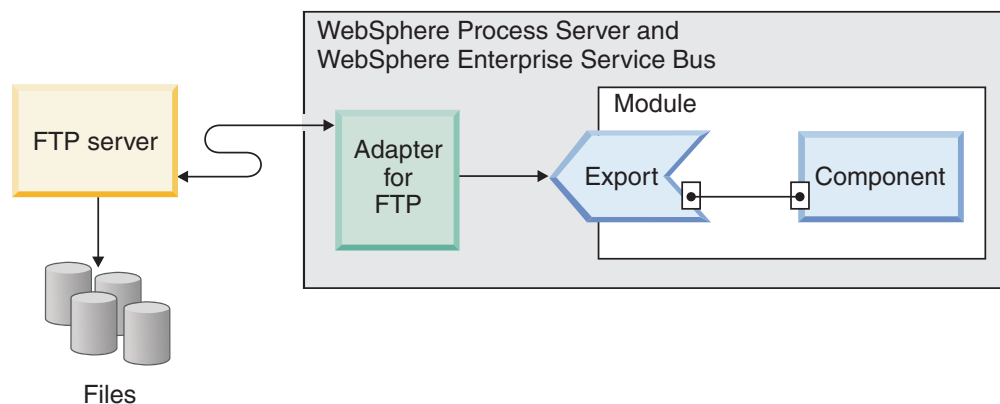 WebSphere Process Server and
WebSphere Enterprise Service Bus
Module
FTP server
Adapter
for
FTP
Export
Component
Files